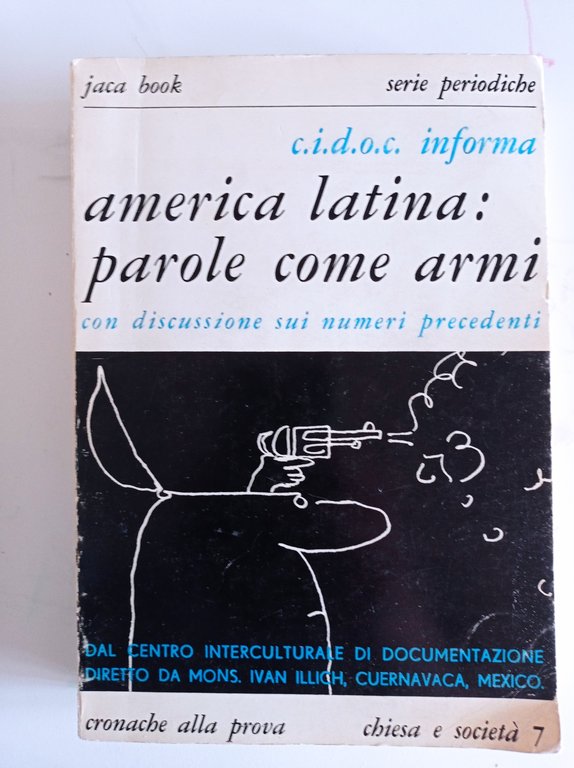 jaca book serie periodiche
c.i.d.o.c. informa
america latina:
parole come armi
con discussione sui numeri precedenti
DAL CENTRO INTERCULTURALE DI DOCUMENTAZIONE
DIRETTO DA MONS. IVAN ILLICH, CUERNAVACA, MEXICO.
cronache alla prova chiesa e società 7